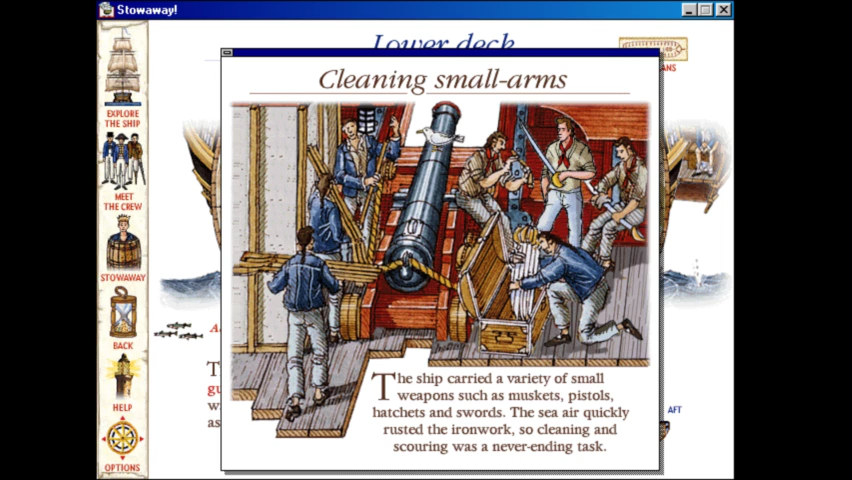 Stowaway!
Lower deck
Cleaning small-arms
EXPLORE
THE SHIP
MEET
THE CREW
STOWAWAY
BACK
HELP
OPTIONS
The ship carried a variety of small
weapons such as muskets, pistols,
hatchets and swords. The sea air quickly
rusted the ironwork, so cleaning and
scouring was a never-ending task.
AFT